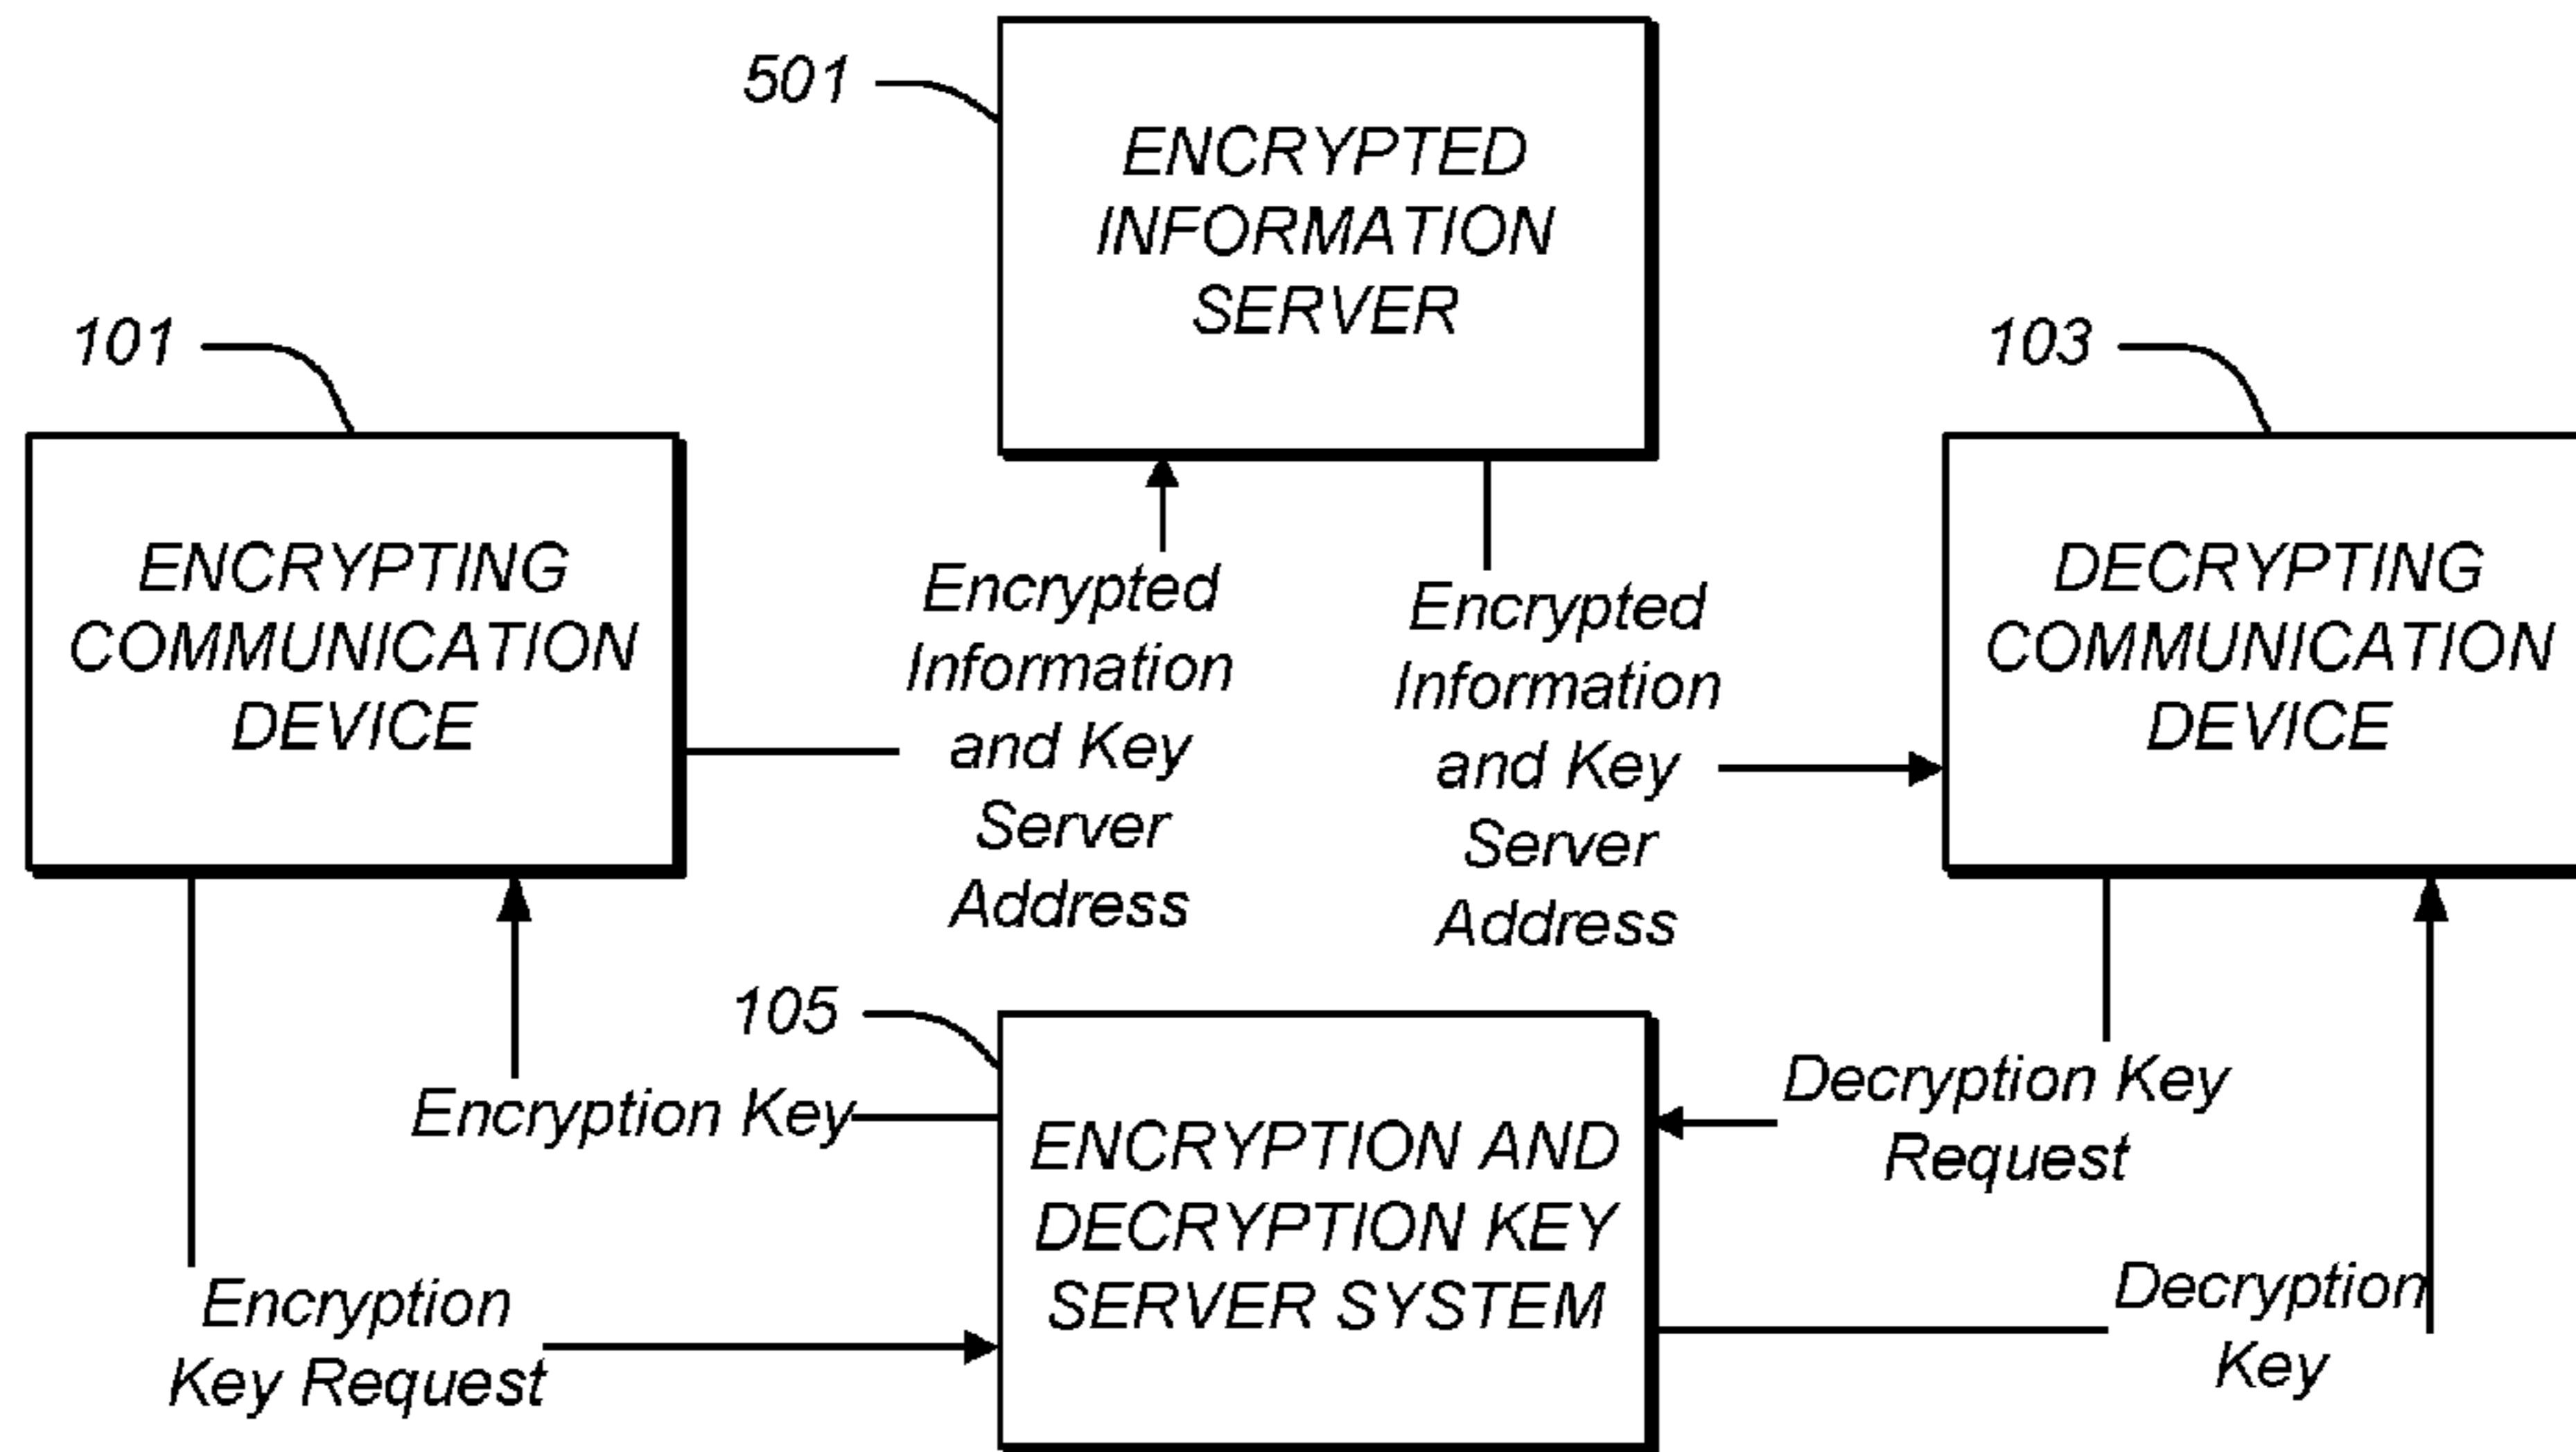 501
ENCRYPTED
INFORMATION
SERVER
101
ENCRYPTING
COMMUNICATION
DEVICE
103
DECRYPTING
COMMUNICATION
DEVICE
Encrypted
Information
and Key
Server
Address
Encrypted
Information
and Key
Server
Address
105
ENCRYPTION AND
DECRYPTION KEY
SERVER SYSTEM
Encryption Key
Encryption
Key Request
Decryption Key
Request
Decryption
Key